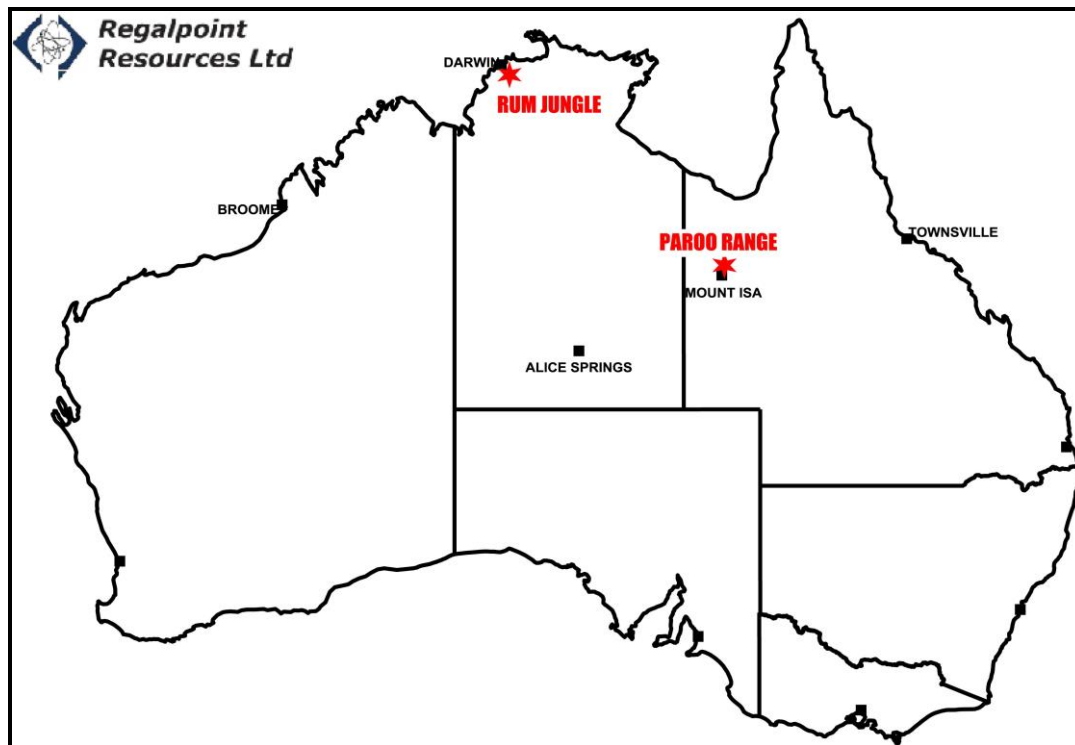 Regalpoint
Resources Ltd
DARWIN
RUM JUNGLE
BROOME
TOWNSVILLE
PAROO RANGE
MOUNT ISA
ALICE SPRINGS